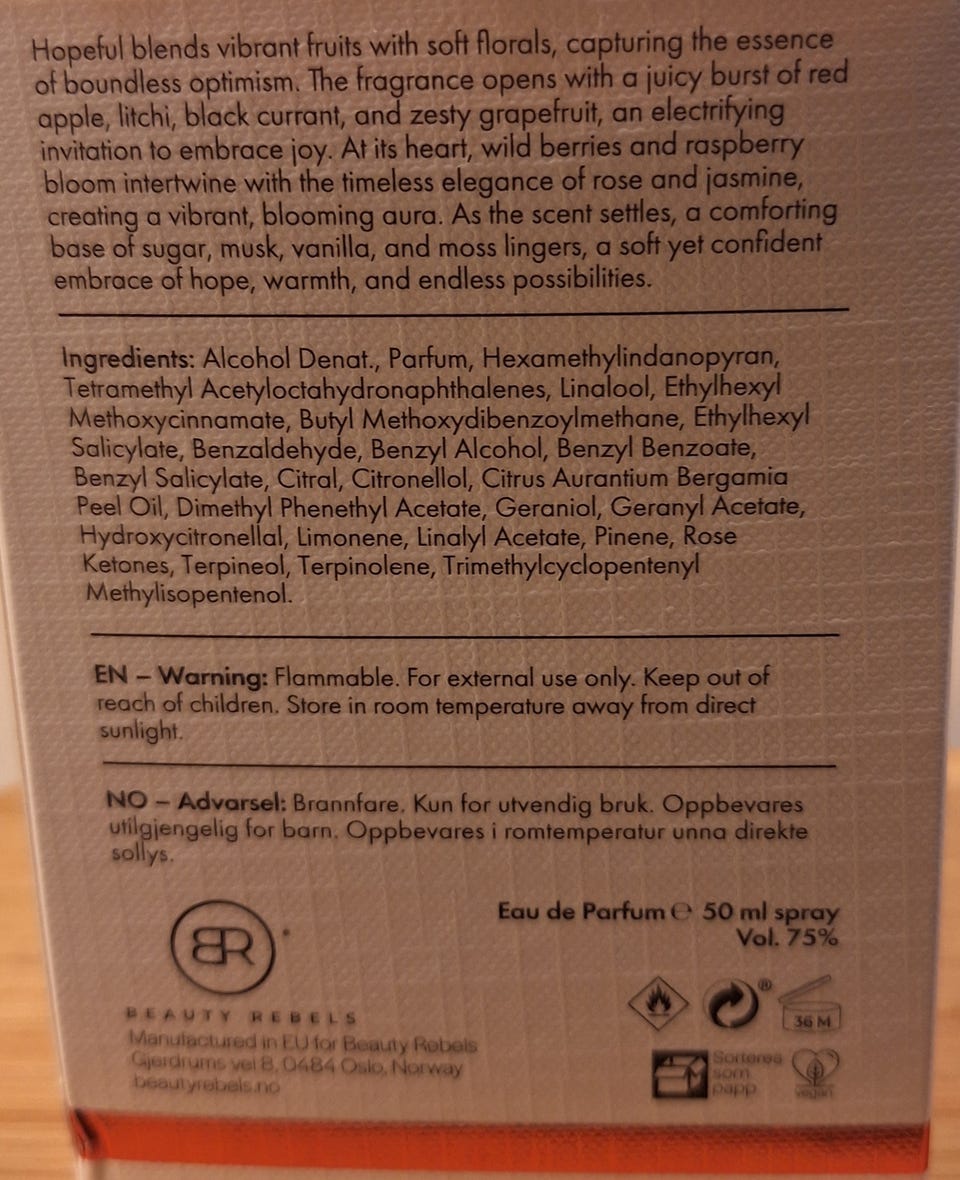 Hopeful blends vibrant fruits with soft florals, capturing the essence
of boundless optimism. The fragrance opens with a juicy burst of red
apple, litchi, black currant, and zesty grapefruit, an electrifying
invitation to embrace joy. At its heart, wild berries and raspberry
bloom intertwine with the timeless elegance of rose and jasmine,
creating a vibrant, blooming aura. As the scent settles, a comforting
base of sugar, musk, vanilla, and moss lingers, a soft yet confident
embrace of hope, warmth, and endless possibilities.
Ingredients: Alcohol Denat., Parfum, Hexamethylindanopyran,
Tetramethyl Acetyloctahydronaphthalenes, Linalool, Ethylhexyl
Methoxycinnamate, Butyl Methoxydibenzoylmethane, Ethylhexyl
Salicylate, Benzaldehyde, Benzyl Alcohol, Benzyl Benzoate,
Benzyl Salicylate, Citral, Citronellol, Citrus Aurantium Bergamia
Peel Oil, Dimethyl Phenethyl Acetate, Geraniol, Geranyl Acetate,
Hydroxycitronellal, Limonene, Linalyl Acetate, Pinene, Rose
Ketones, Terpineol, Terpinolene, Trimethylcyclopentenyl
Methylisopentenol.
EN – Warning: Flammable. For external use only. Keep out of
reach of children. Store in room temperature away from direct
sunlight.
NO – Advarsel: Brannfare. Kun for utvendig bruk. Oppbevares
utilgjengelig for barn. Oppbevares i romtemperatur unna direkte
sollys.
Eau de Parfum ℮ 50 ml spray
Vol. 75%
BR
BEAUTY REBELS
Manufactured in EU for Beauty Rebels
Gjerdrums vei 8, 0484 Oslo, Norway
beautyrebels.no
®
36 M
Sorteres
som
papp
vegan